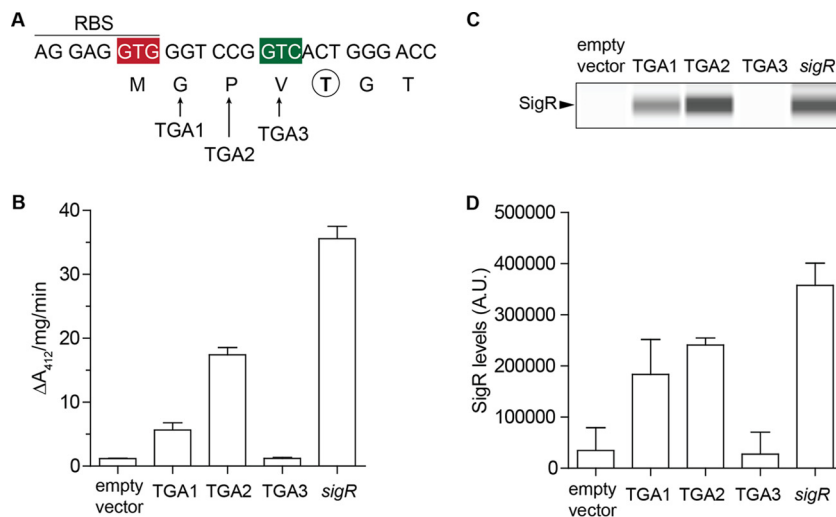 A
RBS
AG GAG GTG GGT CCG GTC ACT GGG ACC
M G P V T G T
TGA1 TGA2 TGA3
B
ΔA412/mg/min
40
30
20
10
0
empty vector TGA1 TGA2 TGA3 sigR
C
empty vector TGA1 TGA2 TGA3 sigR
SigR
D
SigR levels (A.U.)
500000
400000
300000
200000
100000
0
empty vector TGA1 TGA2 TGA3 sigR